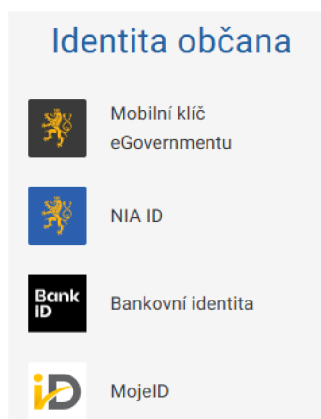 Identita občana
Mobilní klíč
eGovernmentu
NIA ID
Bank
iD
Bankovní identita
iD
MojeID